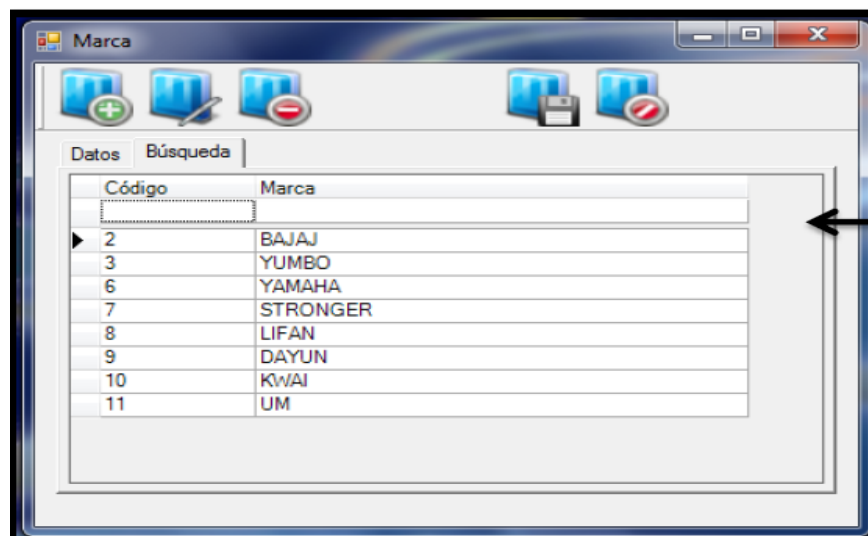 Marca
Datos Búsqueda
Código Marca
2 BAJAJ
3 YUMBO
6 YAMAHA
7 STRONGER
8 LIFAN
9 DAYUN
10 KWAI
11 UM